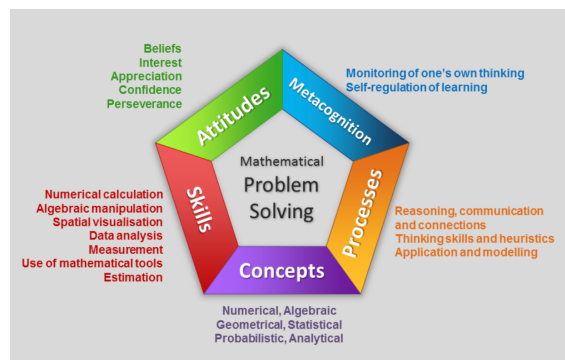 Beliefs
Interest
Appreciation
Confidence
Perseverance
Attitudes
Metacognition
Monitoring of one's own thinking
Self-regulation of learning
Mathematical
Problem
Solving
Skills
Numerical calculation
Algebraic manipulation
Spatial visualisation
Data analysis
Measurement
Use of mathematical tools
Estimation
Processes
Reasoning, communication
and connections
Thinking skills and heuristics
Application and modelling
Concepts
Numerical, Algebraic
Geometrical, Statistical
Probabilistic, Analytical